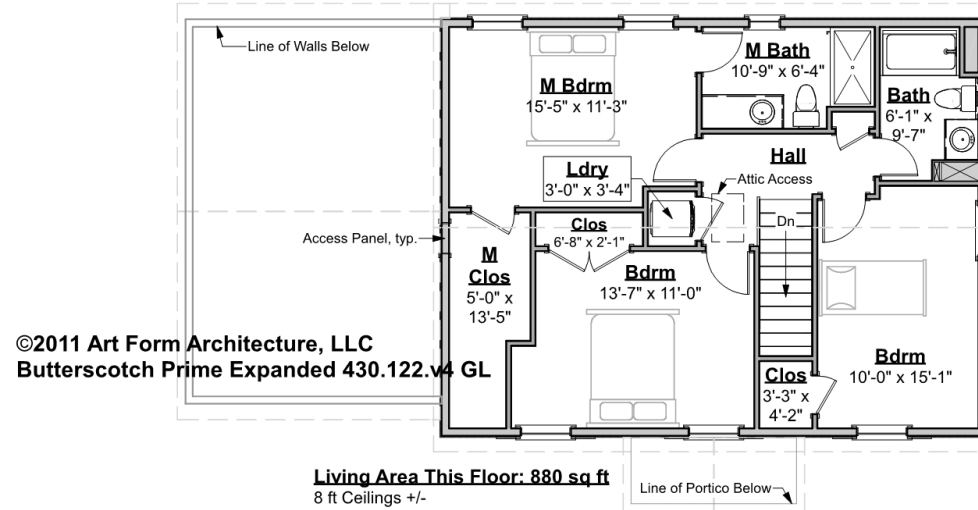 Line of Walls Below
M Bdrm
15'-5" x 11'-3"
M Bath
10'-9" x 6'-4"
Bath
6'-1" x
9'-7"
Hall
Attic Access
Ldry
3'-0" x 3'-4"
Dn
Access Panel, typ.
Clos
6'-8" x 2'-1"
M
Clos
5'-0" x
13'-5"
Bdrm
13'-7" x 11'-0"
©2011 Art Form Architecture, LLC
Butterscotch Prime Expanded 430.122.v4 GL
Bdrm
10'-0" x 15'-1"
Clos
3'-3" x
4'-2"
Living Area This Floor: 880 sq ft
8 ft Ceilings +/-
Line of Portico Below